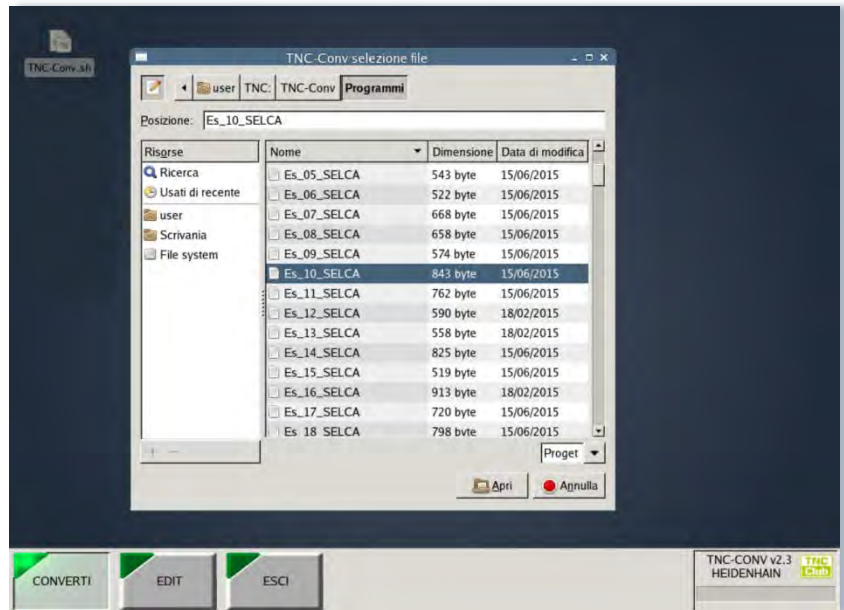 TNC-Conv.sh
TNC-Conv selezione file
user TNC: TNC-Conv Programmi
Posizione: Es_10_SELCA
Risorse
Ricerca
Usati di recente
user
Scrivania
File system
Nome Dimensione Data di modifica
Es_05_SELCA 543 byte 15/06/2015
Es_06_SELCA 522 byte 15/06/2015
Es_07_SELCA 668 byte 15/06/2015
Es_08_SELCA 658 byte 15/06/2015
Es_09_SELCA 574 byte 15/06/2015
Es_10_SELCA 843 byte 15/06/2015
Es_11_SELCA 762 byte 15/06/2015
Es_12_SELCA 590 byte 18/02/2015
Es_13_SELCA 558 byte 18/02/2015
Es_14_SELCA 825 byte 15/06/2015
Es_15_SELCA 519 byte 15/06/2015
Es_16_SELCA 913 byte 18/02/2015
Es_17_SELCA 720 byte 15/06/2015
Es_18_SELCA 798 byte 15/06/2015
Proget
Apri Annulla
CONVERTI EDIT ESCI
TNC-CONV v2.3
HEIDENHAIN
TNC
Club